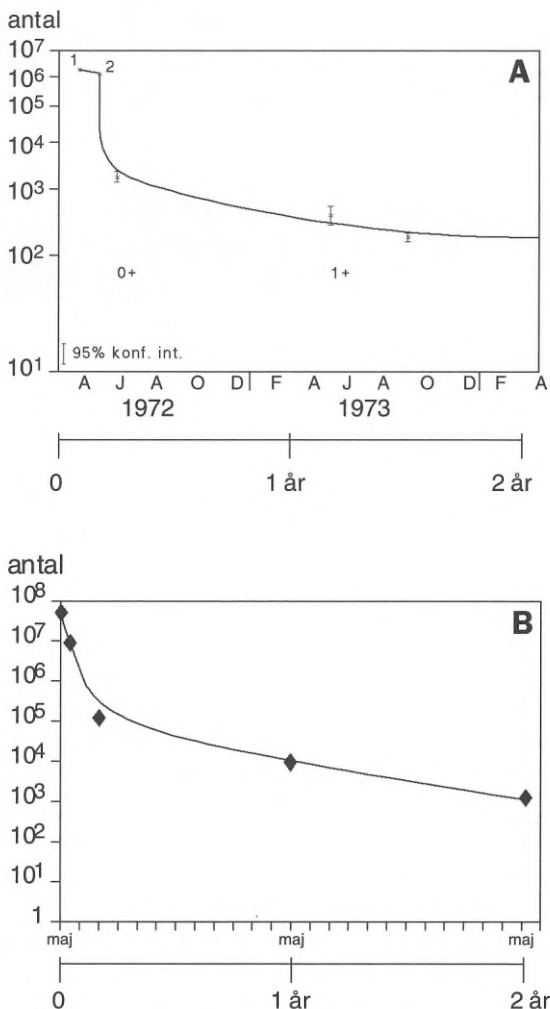 antal
10⁷
A
1 2
10⁶
10⁵
10⁴
10³
10²
0+ 1+
95% konf. int.
10¹
A J A O D F A J A O D F A
1972 1973
0 1 år 2 år
antal
10⁸
B
10⁷
10⁶
10⁵
10⁴
10³
10²
10¹
1
maj maj maj
0 1 år 2 år